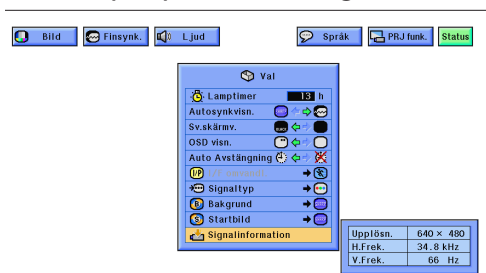 Bild
Finsynk.
Ljud
Språk
PRJ funk.
Status
Val
Lamptimer 13 h
Autosynkvisn.
Sv.skärmv.
OSD visn.
Auto Avstängning
I/P
Signaltyp
B Bakgrund
S Startbild
Signalinformation
Upplösn. 640 × 480
H.Frek. 34.8 kHz
V.Frek. 66 Hz